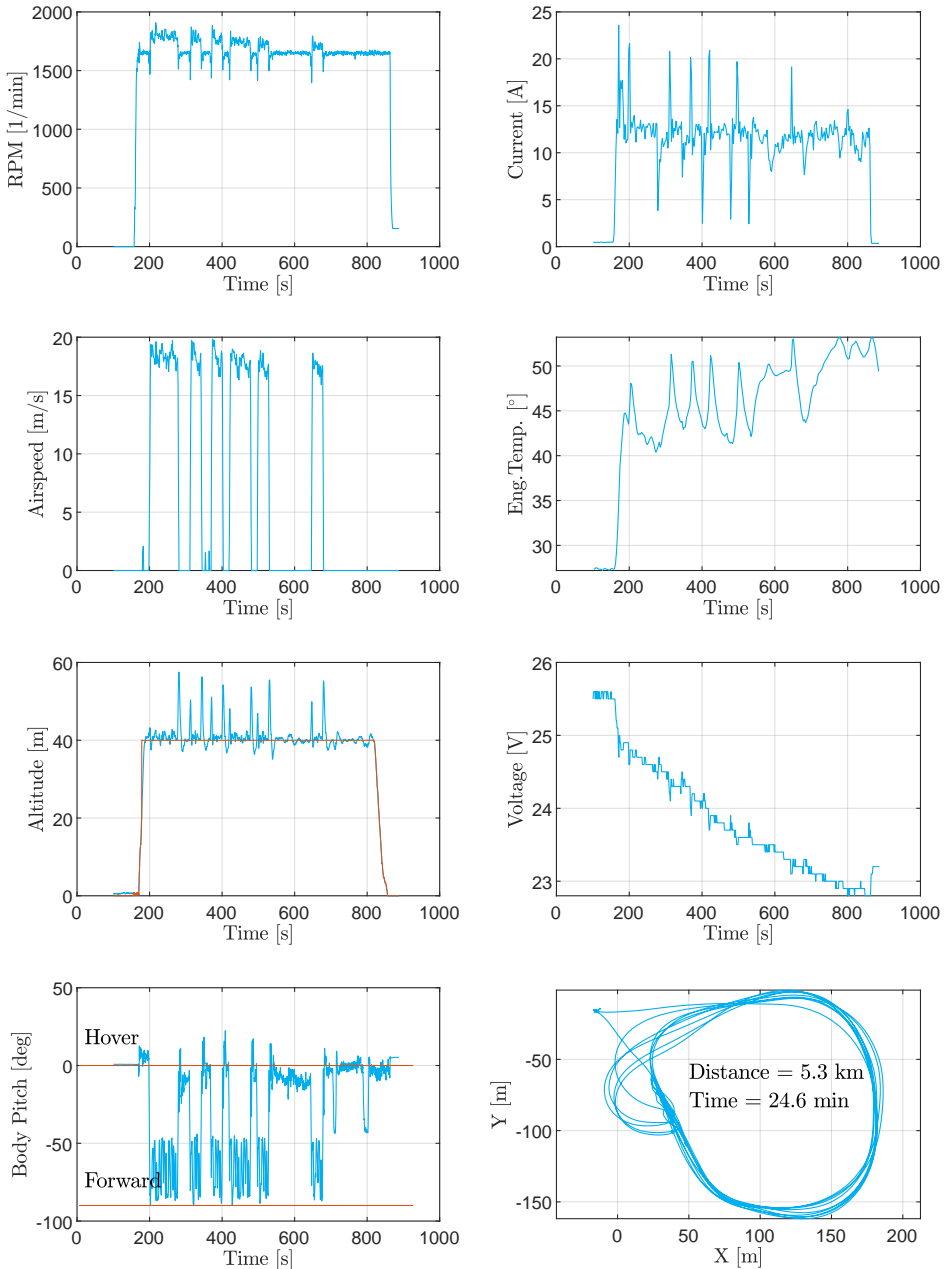 2000
1500
1000
500
0
RPM [1/min]
0 200 400 600 800 1000
Time [s]
25
20
15
10
5
0
Current [A]
0 200 400 600 800 1000
Time [s]
20
15
10
5
0
Airspeed [m/s]
0 200 400 600 800 1000
Time [s]
50
45
40
35
30
Eng.Temp. [°]
0 200 400 600 800 1000
Time [s]
60
40
20
0
Altitude [m]
0 200 400 600 800 1000
Time [s]
26
25
24
23
Voltage [V]
0 200 400 600 800 1000
Time [s]
50
0
-50
-100
Body Pitch [deg]
Hover
Forward
0 200 400 600 800 1000
Time [s]
-50
-100
-150
Y [m]
Distance = 5.3 km
Time = 24.6 min
0 50 100 150 200
X [m]